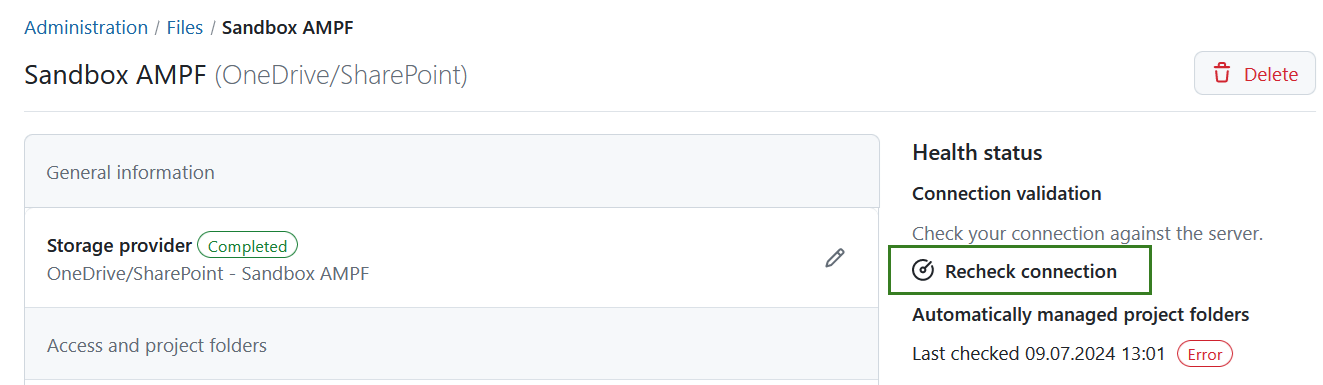 Administration / Files / Sandbox AMPF
Sandbox AMPF (OneDrive/SharePoint)
Delete
General information
Storage provider Completed
OneDrive/SharePoint - Sandbox AMPF
Access and project folders
Health status
Connection validation
Check your connection against the server.
Recheck connection
Automatically managed project folders
Last checked 09.07.2024 13:01 Error